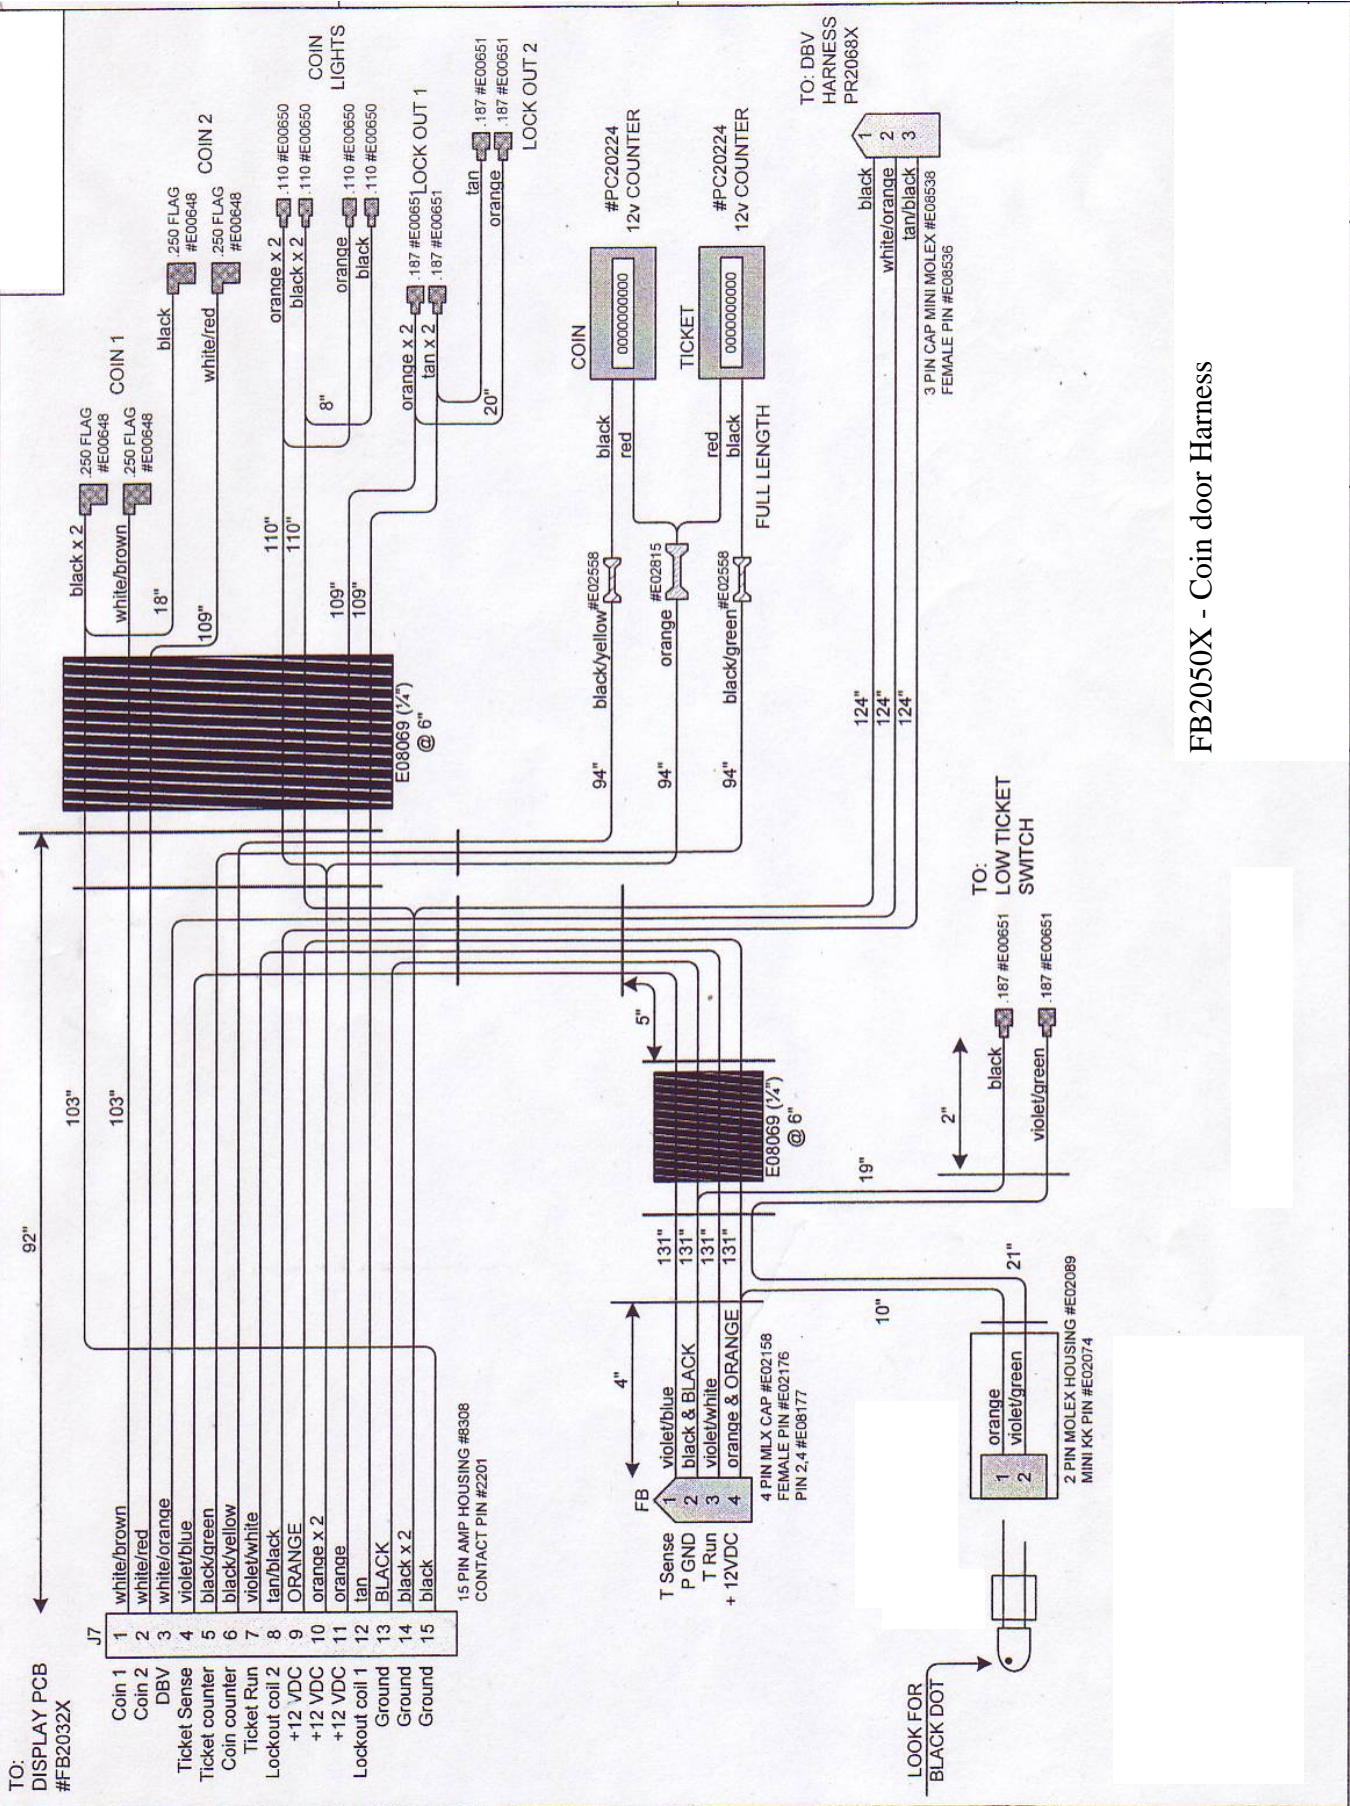 TO:
DISPLAY PCB
#FB2032X
92"
J7
Coin 1 1 white/brown
Coin 2 2 white/red
DBV 3 white/orange
Ticket Sense 4 violet/blue
Ticket counter 5 black/green
Coin counter 6 black/yellow
Ticket Run 7 violet/white
Lockout coil 2 8 tan/black
+12 VDC 9 ORANGE
+12 VDC 10 orange x 2
+12 VDC 11 orange
Lockout coil 1 12 tan
Ground 13 BLACK
Ground 14 black x 2
Ground 15 black
15 PIN AMP HOUSING #8308
CONTACT PIN #2201
103"
103"
E08069 (¼")
@ 6"
black x 2
.250 FLAG
#E00648
white/brown
.250 FLAG
#E00648
COIN 1
18"
black
.250 FLAG
#E00648
109"
white/red
.250 FLAG
#E00648
COIN 2
110"
110"
orange x 2
.110 #E00650
black x 2
.110 #E00650
8"
orange
.110 #E00650
black
.110 #E00650
COIN
LIGHTS
109"
109"
orange x 2
.187 #E00651
tan x 2
.187 #E00651
LOCK OUT 1
20"
tan
.187 #E00651
orange
.187 #E00651
LOCK OUT 2
94"
black/yellow
#E02558
black
red
COIN
0000000000
#PC20224
12v COUNTER
94"
orange
#E02815
94"
black/green
#E02558
red
black
TICKET
0000000000
#PC20224
12v COUNTER
FULL LENGTH
124"
124"
124"
black
white/orange
tan/black
1
2
3
TO: DBV
HARNESS
PR2068X
3 PIN CAP MINI MOLEX #E08538
FEMALE PIN #E08536
5"
E08069 (¼")
@ 6"
131"
131"
131"
131"
4"
FB
T Sense 1 violet/blue
P GND 2 black & BLACK
T Run 3 violet/white
+ 12VDC 4 orange & ORANGE
4 PIN MLX CAP #E02158
FEMALE PIN #E02176
PIN 2,4 #E08177
19"
2"
black
.187 #E00651
violet/green
.187 #E00651
TO:
LOW TICKET
SWITCH
10"
21"
1 orange
2 violet/green
2 PIN MOLEX HOUSING #E02089
MINI KK PIN #E02074
LOOK FOR
BLACK DOT
FB2050X - Coin door Harness